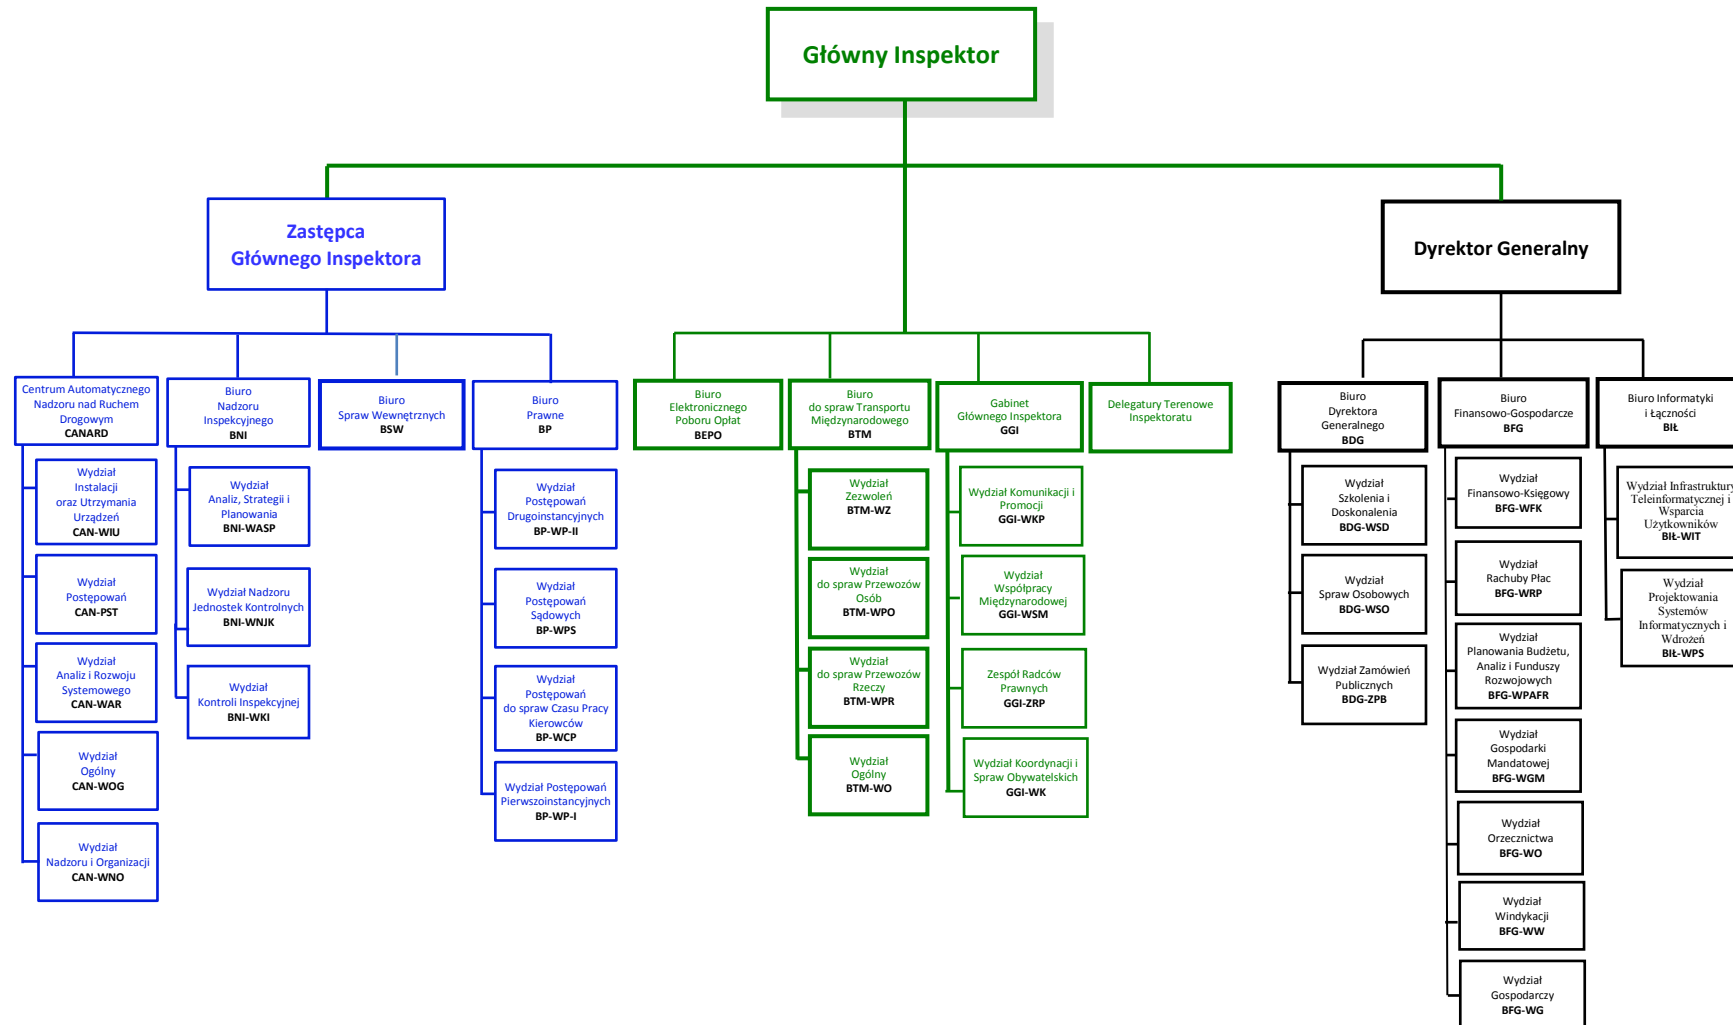 Główny Inspektor
Zastępca
Głównego Inspektora
Dyrektor Generalny
Centrum Automatycznego
Nadzoru nad Ruchem
Drogowym
CANARD
Wydział
Instalacji
oraz Utrzymania
Urządzeń
CAN-WIU
Wydział
Postępowań
CAN-PST
Wydział
Analiz i Rozwoju
Systemowego
CAN-WAR
Wydział
Ogólny
CAN-WOG
Wydział
Nadzoru i Organizacji
CAN-WNO
Biuro
Nadzoru
Inspekcyjnego
BNI
Wydział
Analiz, Strategii i
Planowania
BNI-WASP
Wydział Nadzoru
Jednostek Kontrolnych
BNI-WNJK
Wydział
Kontroli Inspekcyjnej
BNI-WKI
Biuro
Spraw Wewnętrznych
BSW
Biuro
Prawne
BP
Wydział
Postępowań
Drugoinstancyjnych
BP-WP-II
Wydział
Postępowań
Sądowych
BP-WPS
Wydział
Postępowań
do spraw Czasu Pracy
Kierowców
BP-WCP
Wydział Postępowań
Pierwszoinstancyjnych
BP-WP-I
Biuro
Elektronicznego
Poboru Opłat
BEPO
Biuro
do spraw Transportu
Międzynarodowego
BTM
Wydział
Zezwoleń
BTM-WZ
Wydział
do spraw Przewozów
Osób
BTM-WPO
Wydział
do spraw Przewozów
Rzeczy
BTM-WPR
Wydział
Ogólny
BTM-WO
Gabinet
Głównego Inspektora
GGI
Wydział Komunikacji i
Promocji
GGI-WKP
Wydział
Współpracy
Międzynarodowej
GGI-WSM
Zespół Radców
Prawnych
GGI-ZRP
Wydział Koordynacji i
Spraw Obywatelskich
GGI-WK
Delegatury Terenowe
Inspektoratu
Biuro
Dyrektora
Generalnego
BDG
Wydział
Szkolenia i
Doskonalenia
BDG-WSD
Wydział
Spraw Osobowych
BDG-WSO
Wydział Zamówień
Publicznych
BDG-ZPB
Biuro
Finansowo-Gospodarcze
BFG
Wydział
Finansowo-Księgowy
BFG-WFK
Wydział
Rachuby Płac
BFG-WRP
Wydział
Planowania Budżetu,
Analiz i Funduszy
Rozwojowych
BFG-WPAFR
Wydział
Gospodarki
Mandatowej
BFG-WGM
Wydział
Orzecznictwa
BFG-WO
Wydział
Windykacji
BFG-WW
Wydział
Gospodarczy
BFG-WG
Biuro Informatyki
i Łączności
BIŁ
Wydział Infrastruktury
Teleinformatycznej i
Wsparcia
Użytkowników
BIŁ-WIT
Wydział
Projektowania
Systemów
Informatycznych i
Wdrożeń
BIŁ-WPS